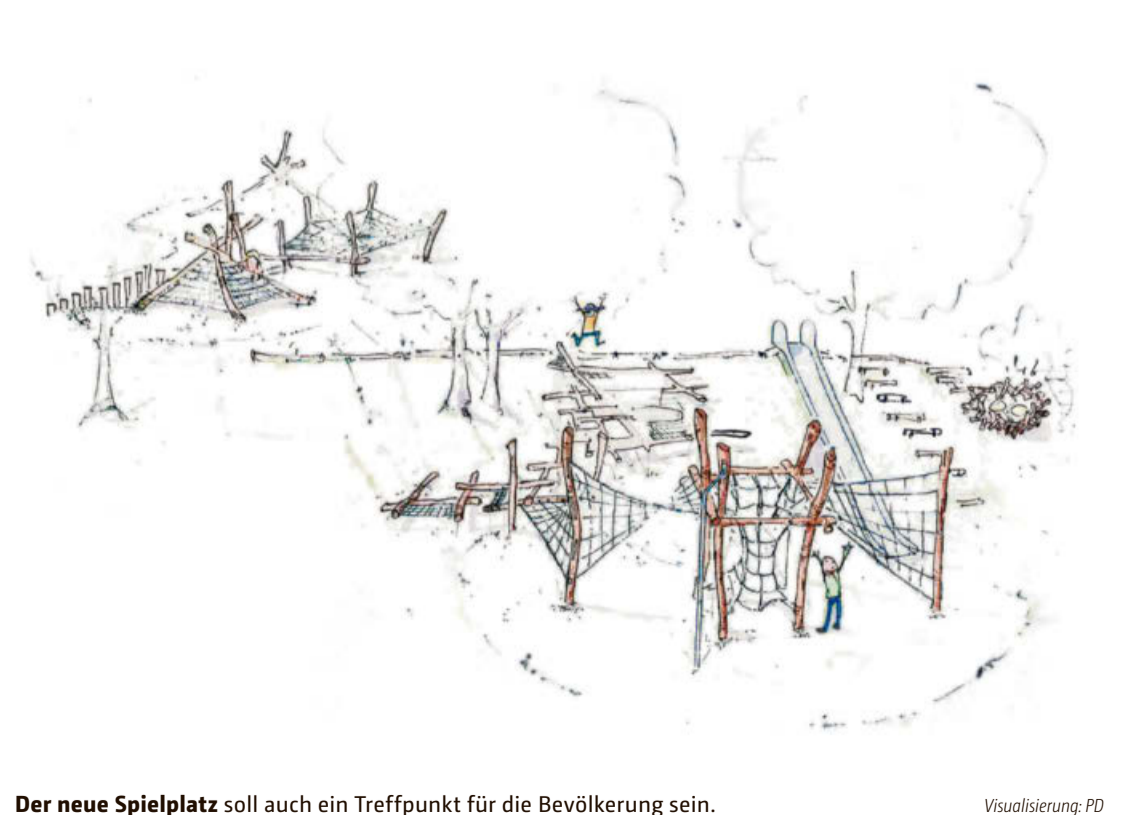 Der neue Spielplatz soll auch ein Treffpunkt für die Bevölkerung sein.
Visualisierung: PD